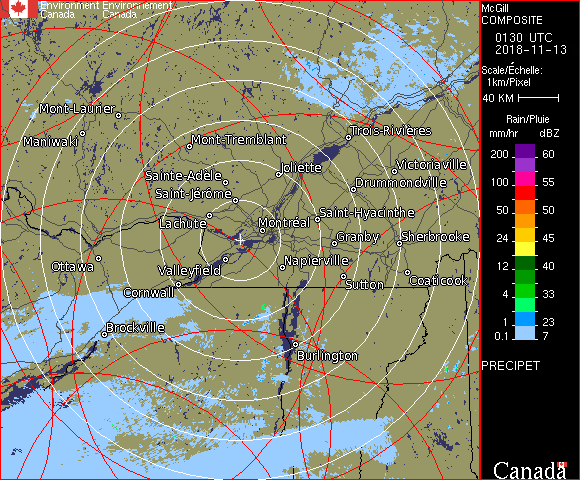 Environment Environnement
Canada Canada
McGill
COMPOSITE
0130 UTC
2018-11-13
Scale/Échelle:
1km/Pixel
40 KM
Rain/Pluie
mm/hr dBZ
200 60
100 55
50 50
24 45
12 40
4 33
1 23
0.1 7
PRECIPET
Canada
Mont-Laurier
Maniwaki
Mont-Tremblant
Trois-Rivières
Victoriaville
Joliette
Sainte-Adèle
Drummondville
Saint-Jérôme
Saint-Hyacinthe
Lachute
Montréal
Granby
Sherbrooke
Ottawa
Valleyfield
Napierville
Sutton
Coaticook
Cornwall
Brockville
Burlington